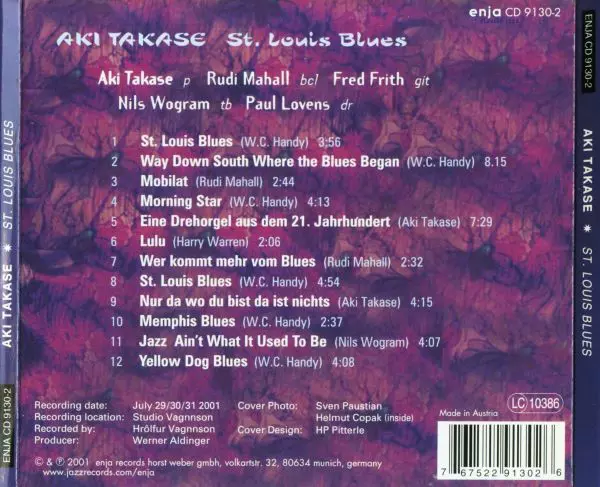 enja CD 9130-2
AKI TAKASE St. Louis Blues
Aki Takase p Rudi Mahall bcl Fred Frith git
Nils Wogram tb Paul Lovens dr
1 St. Louis Blues (W.C. Handy) 3:56
2 Way Down South Where the Blues Began (W.C. Handy) 8.15
3 Mobilat (Rudi Mahall) 2:44
4 Morning Star (W.C. Handy) 4:13
5 Eine Drehorgel aus dem 21. Jahrhundert (Aki Takase) 7:29
6 Lulu (Harry Warren) 2:06
7 Wer kommt mehr vom Blues (Rudi Mahall) 2:32
8 St. Louis Blues (W.C. Handy) 4:54
9 Nur da wo du bist da ist nichts (Aki Takase) 4:15
10 Memphis Blues (W.C. Handy) 2:37
11 Jazz Ain't What It Used To Be (Nils Wogram) 4:07
12 Yellow Dog Blues (W.C. Handy) 4:08
Recording date: July 29/30/31 2001 Cover Photo: Sven Paustian
Recording location: Studio Vagnnson Helmut Copak (inside)
Recorded by: Hrólfur Vagnnson Cover Design: HP Pitterle
Producer: Werner Aldinger
© & ℗ 2001 enja records horst weber gmbh, volkartstr. 32, 80634 munich, germany
www.jazzrecords.com/enja
Made in Austria
LC 10386
7 67522 91302 6
ENJA CD 9130-2 AKI TAKASE ✷ ST. LOUIS BLUES
ENJA CD 9130-2 AKI TAKASE ✷ ST. LOUIS BLUES